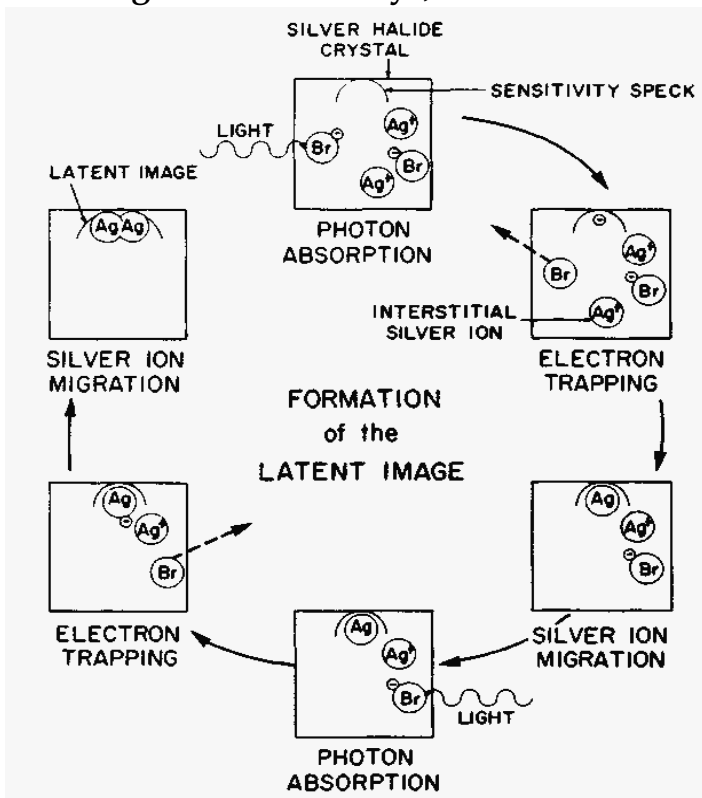 SILVER HALIDE
CRYSTAL
SENSITIVITY SPECK
LIGHT
Br
Ag+
Br
Ag+
PHOTON
ABSORPTION
LATENT IMAGE
Ag Ag
SILVER ION
MIGRATION
Ag+
Br
Br
INTERSTITIAL
SILVER ION
Ag+
ELECTRON
TRAPPING
FORMATION
of the
LATENT IMAGE
Ag
Ag+
Br
ELECTRON
TRAPPING
Ag
Ag+
Br
SILVER ION
MIGRATION
Ag
Ag+
Br
LIGHT
PHOTON
ABSORPTION